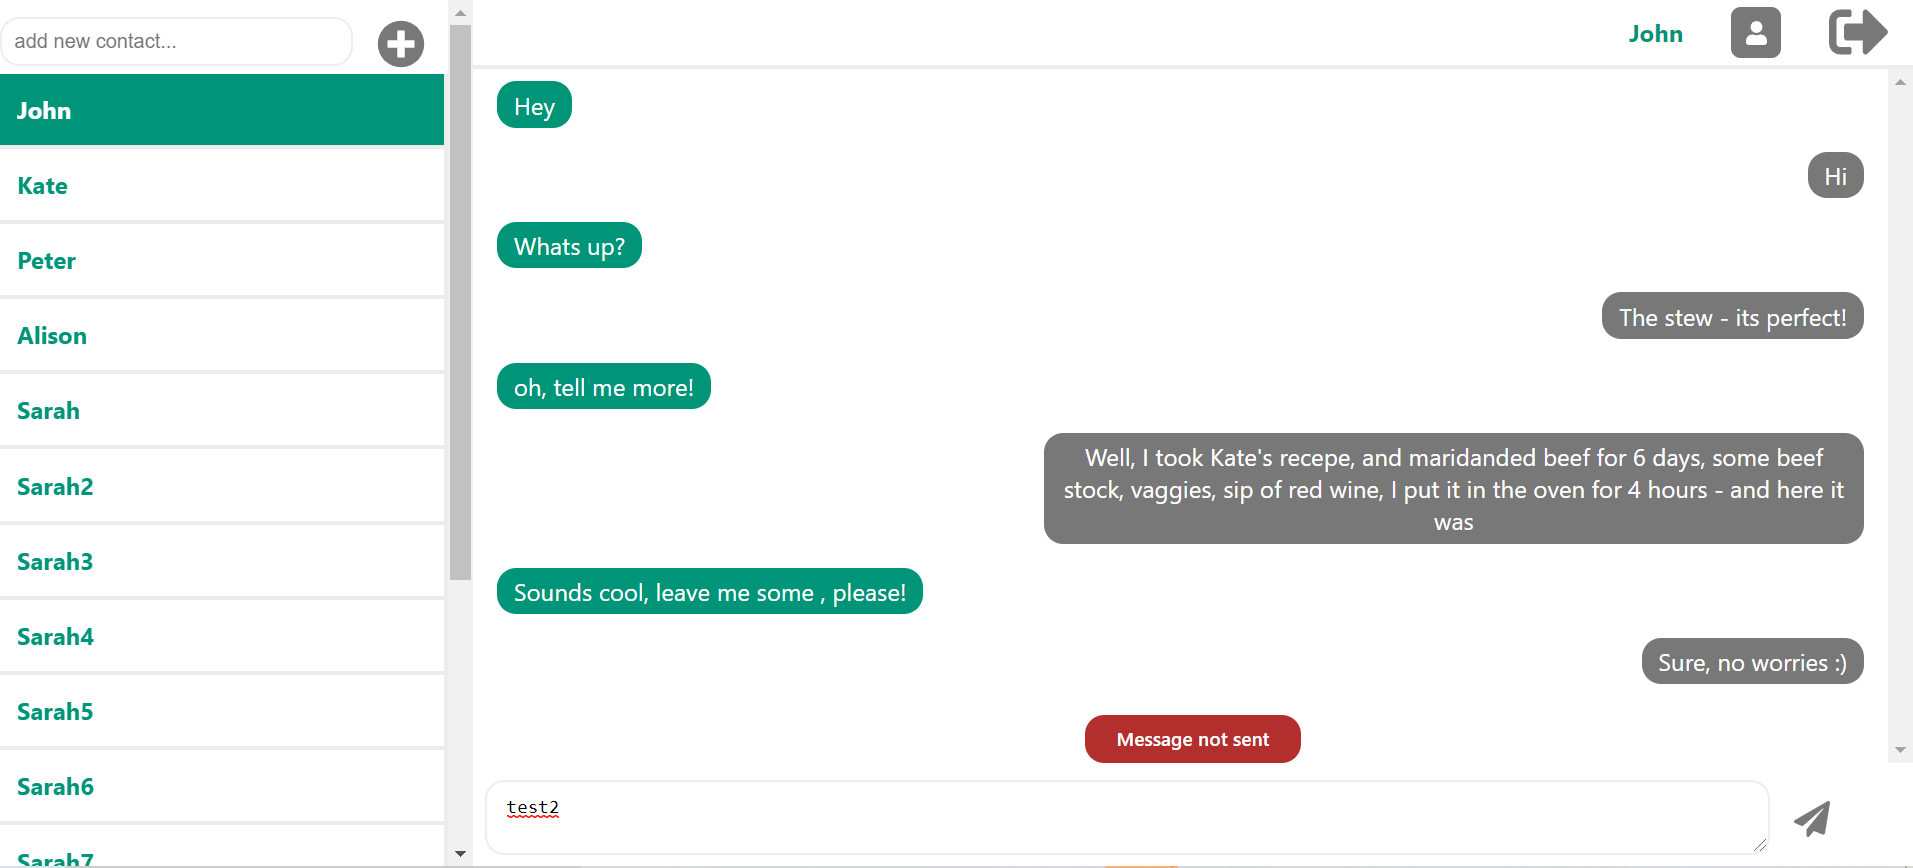 add new contact...
John
Kate
Peter
Alison
Sarah
Sarah2
Sarah3
Sarah4
Sarah5
Sarah6
Sarah7
John
Hey
Hi
Whats up?
The stew - its perfect!
oh, tell me more!
Well, I took Kate's recepe, and maridanded beef for 6 days, some beef
stock, vaggies, sip of red wine, I put it in the oven for 4 hours - and here it
was
Sounds cool, leave me some , please!
Sure, no worries :)
Message not sent
test2